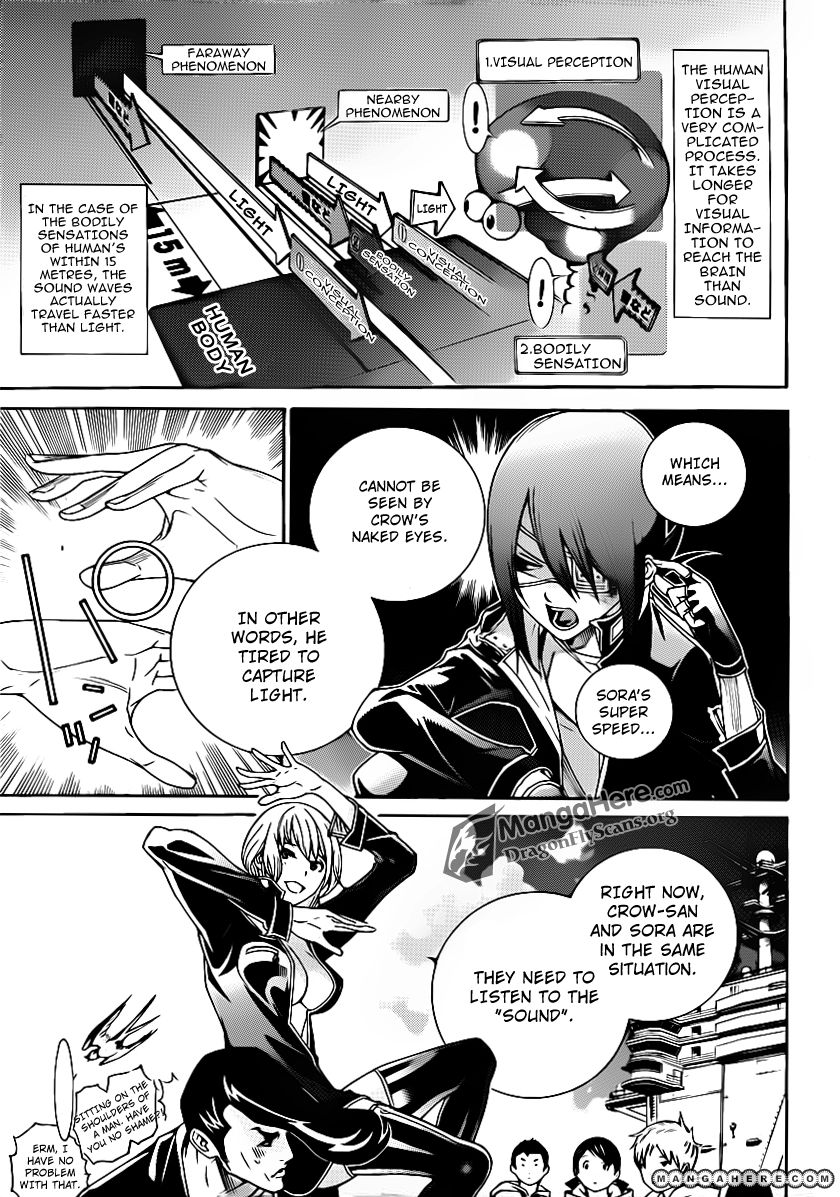 THE HUMAN
VISUAL
PERCEP-
TION IS A
VERY COM-
PLICATED
PROCESS.
IT TAKES
LONGER
FOR
VISUAL
INFORMA-
TION TO
REACH THE
BRAIN
THAN
SOUND.
1.VISUAL PERCEPTION
!
!
2.BODILY
SENSATION
FARAWAY
PHENOMENON
NEARBY
PHENOMENON
LIGHT
LIGHT
LIGHT
VISUAL
CONCEPTION
BODILY
SENSATION
VISUAL
CONCEPTION
15m
HUMAN
BODY
IN THE CASE OF
THE BODILY
SENSATIONS
OF HUMAN'S
WITHIN 15
METRES, THE
SOUND WAVES
ACTUALLY
TRAVEL FASTER
THAN LIGHT.
WHICH
MEANS...
SORA'S
SUPER
SPEED...
CANNOT BE
SEEN BY
CROW'S
NAKED EYES.
IN OTHER
WORDS, HE
TIRED TO
CAPTURE
LIGHT.
MangaHere.com
DragonFlyScans.org
RIGHT NOW,
CROW-SAN
AND SORA ARE
IN THE SAME
SITUATION.
THEY NEED TO
LISTEN TO THE
"SOUND".
SITTING ON THE
SHOULDERS OF
A MAN. HAVE
YOU NO SHAME?!
ERM, I
HAVE NO
PROBLEM
WITH THAT.
MANGAHERE.COM